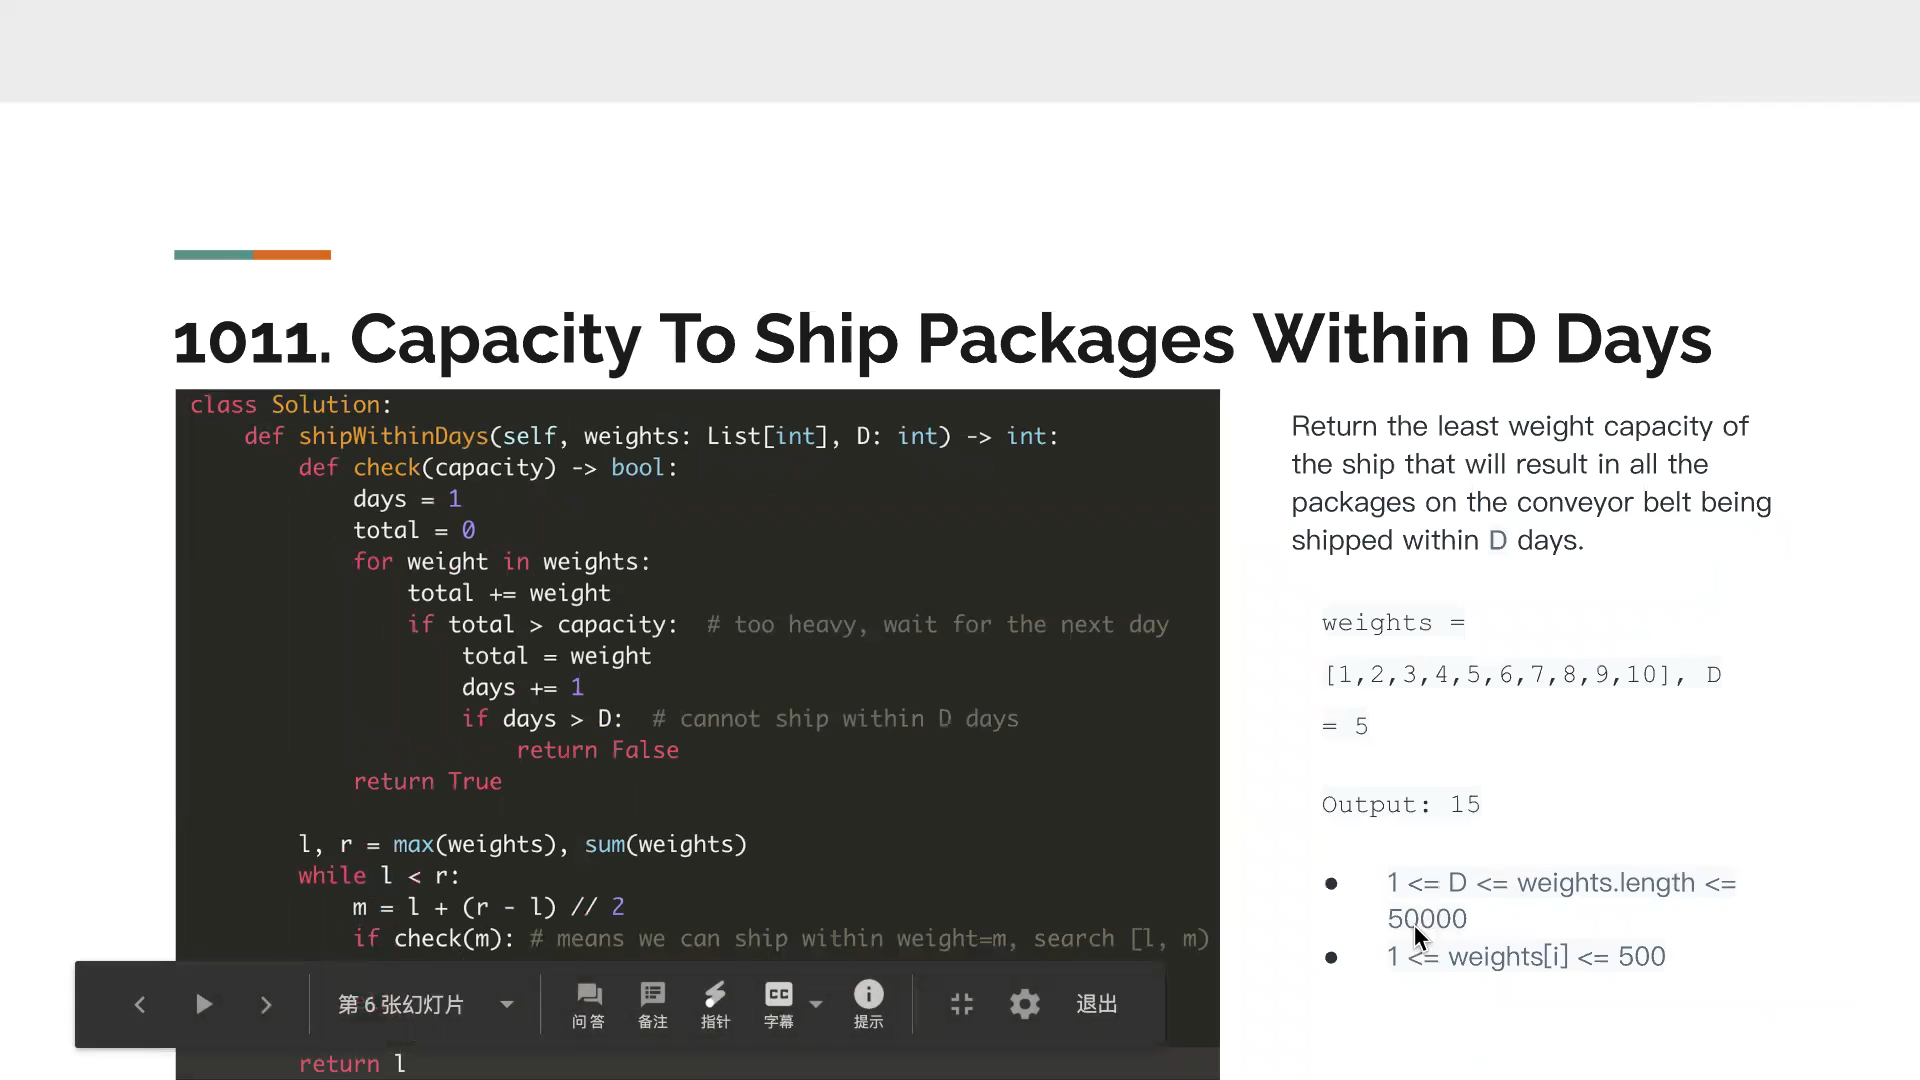 1011. Capacity To Ship Packages Within D Days
class Solution:
    def shipWithinDays(self, weights: List[int], D: int) -> int:
        def check(capacity) -> bool:
            days = 1
            total = 0
            for weight in weights:
                total += weight
                if total > capacity:  # too heavy, wait for the next day
                    total = weight
                    days += 1
                    if days > D:  # cannot ship within D days
                        return False
            return True
        l, r = max(weights), sum(weights)
        while l < r:
            m = l + (r - l) // 2
            if check(m): # means we can ship within weight=m, search [l, m)
        return l
Return the least weight capacity of
the ship that will result in all the
packages on the conveyor belt being
shipped within D days.
weights =
[1,2,3,4,5,6,7,8,9,10], D
= 5
Output: 15
● 1 <= D <= weights.length <=
50000
● 1 <= weights[i] <= 500
第 6 张幻灯片
问答
备注
指针
CC
字幕
提示
退出